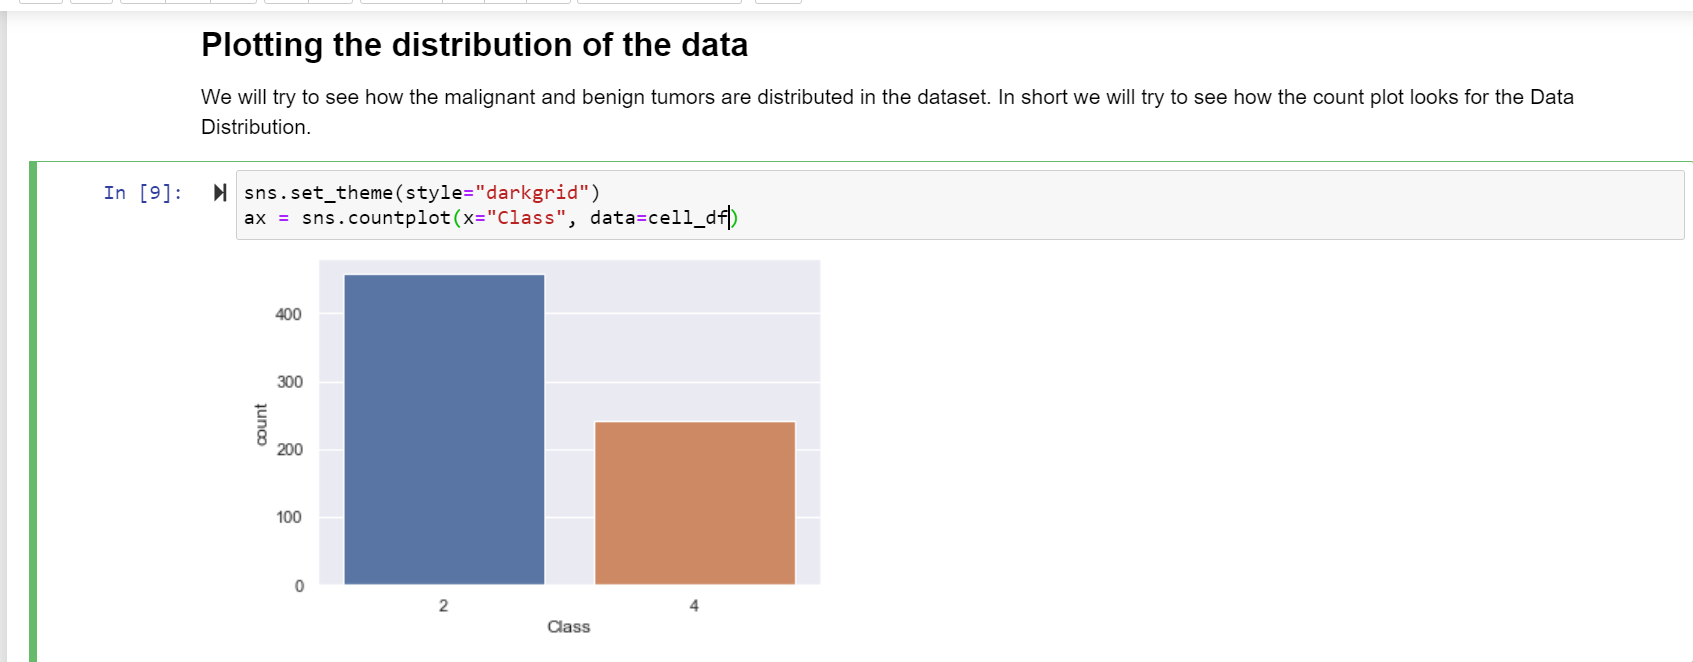 Plotting the distribution of the data
We will try to see how the malignant and benign tumors are distributed in the dataset. In short we will try to see how the count plot looks for the Data
Distribution.
In [9]:
sns.set_theme(style="darkgrid")
ax = sns.countplot(x="Class", data=cell_df)
400
300
200
100
0
count
2
4
Class